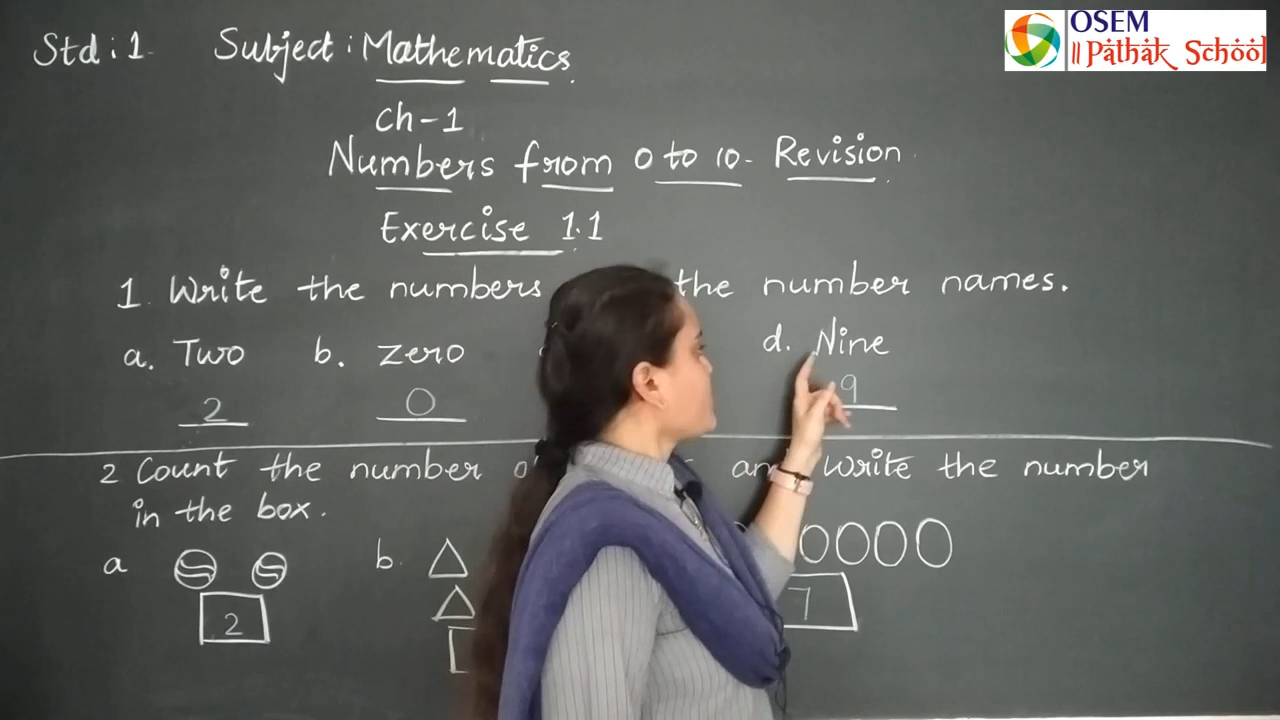 Std : 1. Subject : Mathematics.
OSEM
Pathak School
Ch-1
Numbers from 0 to 10 - Revision.
Exercise 1.1
1. Write the numbers the number names.
a. Two b. Zero d. Nine
2 0 9
2 Count the number and write the number
in the box.
a b.
2 7